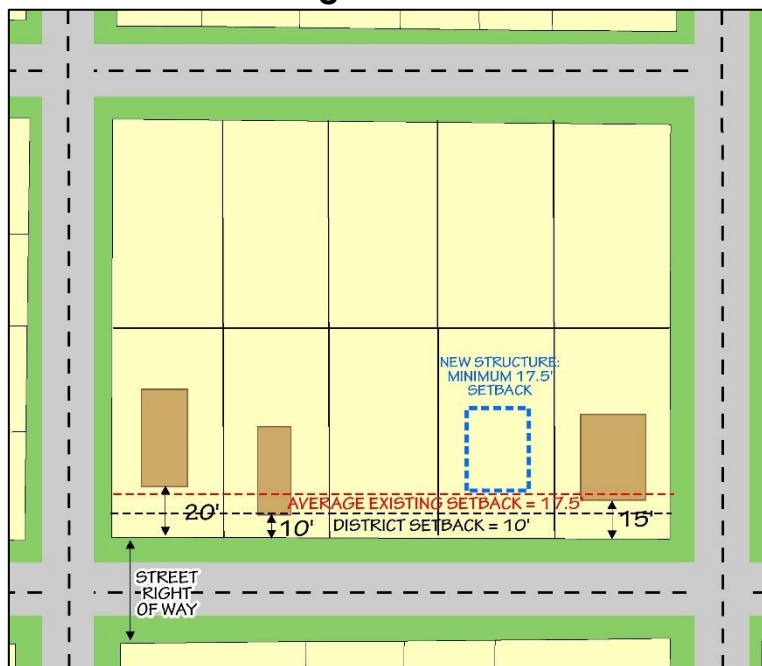 NEW STRUCTURE:
MINIMUM 17.5'
SETBACK
AVERAGE EXISTING SETBACK = 17.5'
20'
10'
DISTRICT SETBACK = 10'
15'
STREET
RIGHT
OF WAY